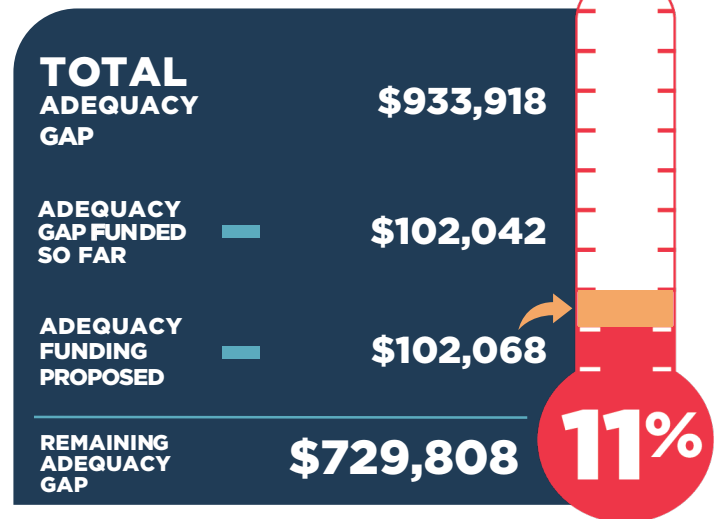 TOTAL
ADEQUACY
GAP
$933,918
ADEQUACY
GAP FUNDED
SO FAR
$102,042
ADEQUACY
FUNDING
PROPOSED
$102,068
REMAINING
ADEQUACY
GAP
$729,808
11%